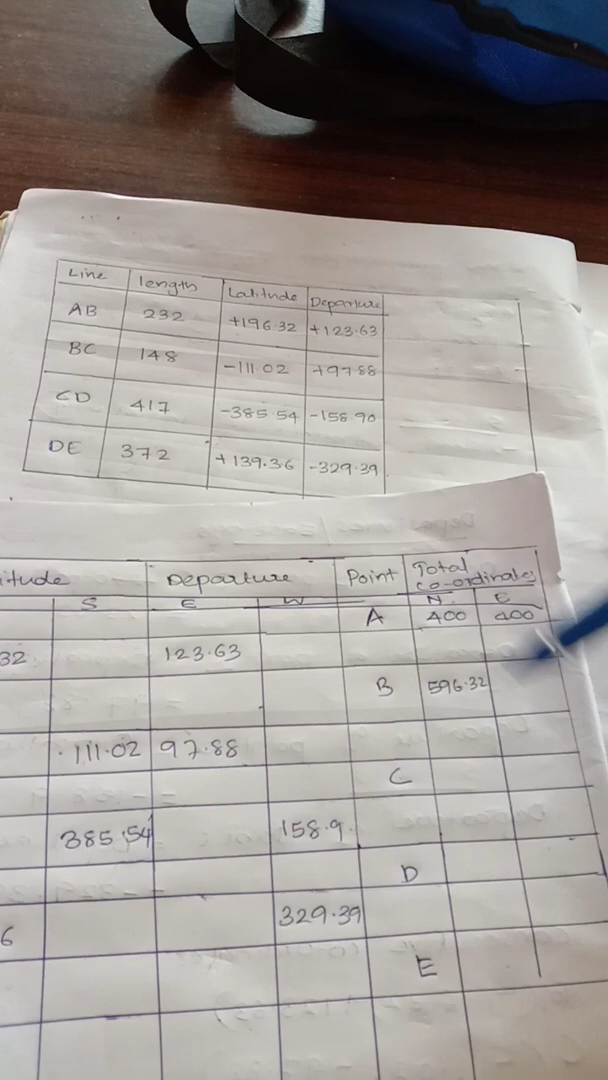 Line length Latitude Departure
AB 232 +196.32 +123.63
BC 148 -111.02 +97.88
CD 417 -385.54 -158.90
DE 372 +139.36 -329.39
itude Departure Point Total co-ordinates
S E W N E
A 400 400
32 123.63
B 596.32
111.02 97.88
C
385.54 158.9
D
6 329.39
E